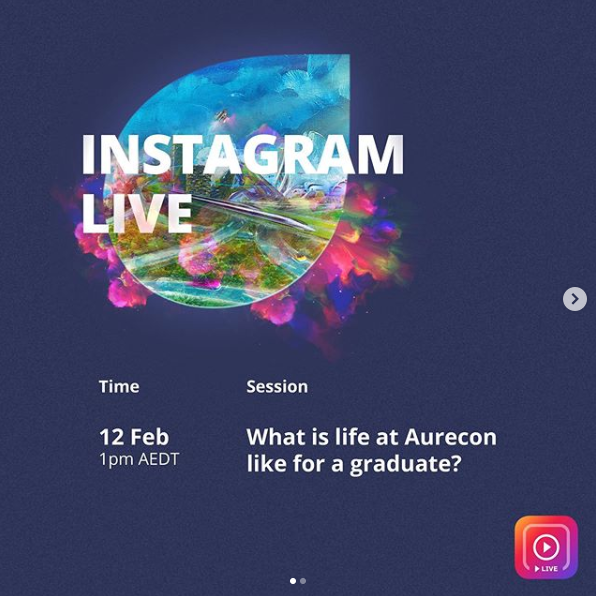 INSTAGRAM
LIVE
Time
Session
12 Feb
1pm AEDT
What is life at Aurecon
like for a graduate?
LIVE